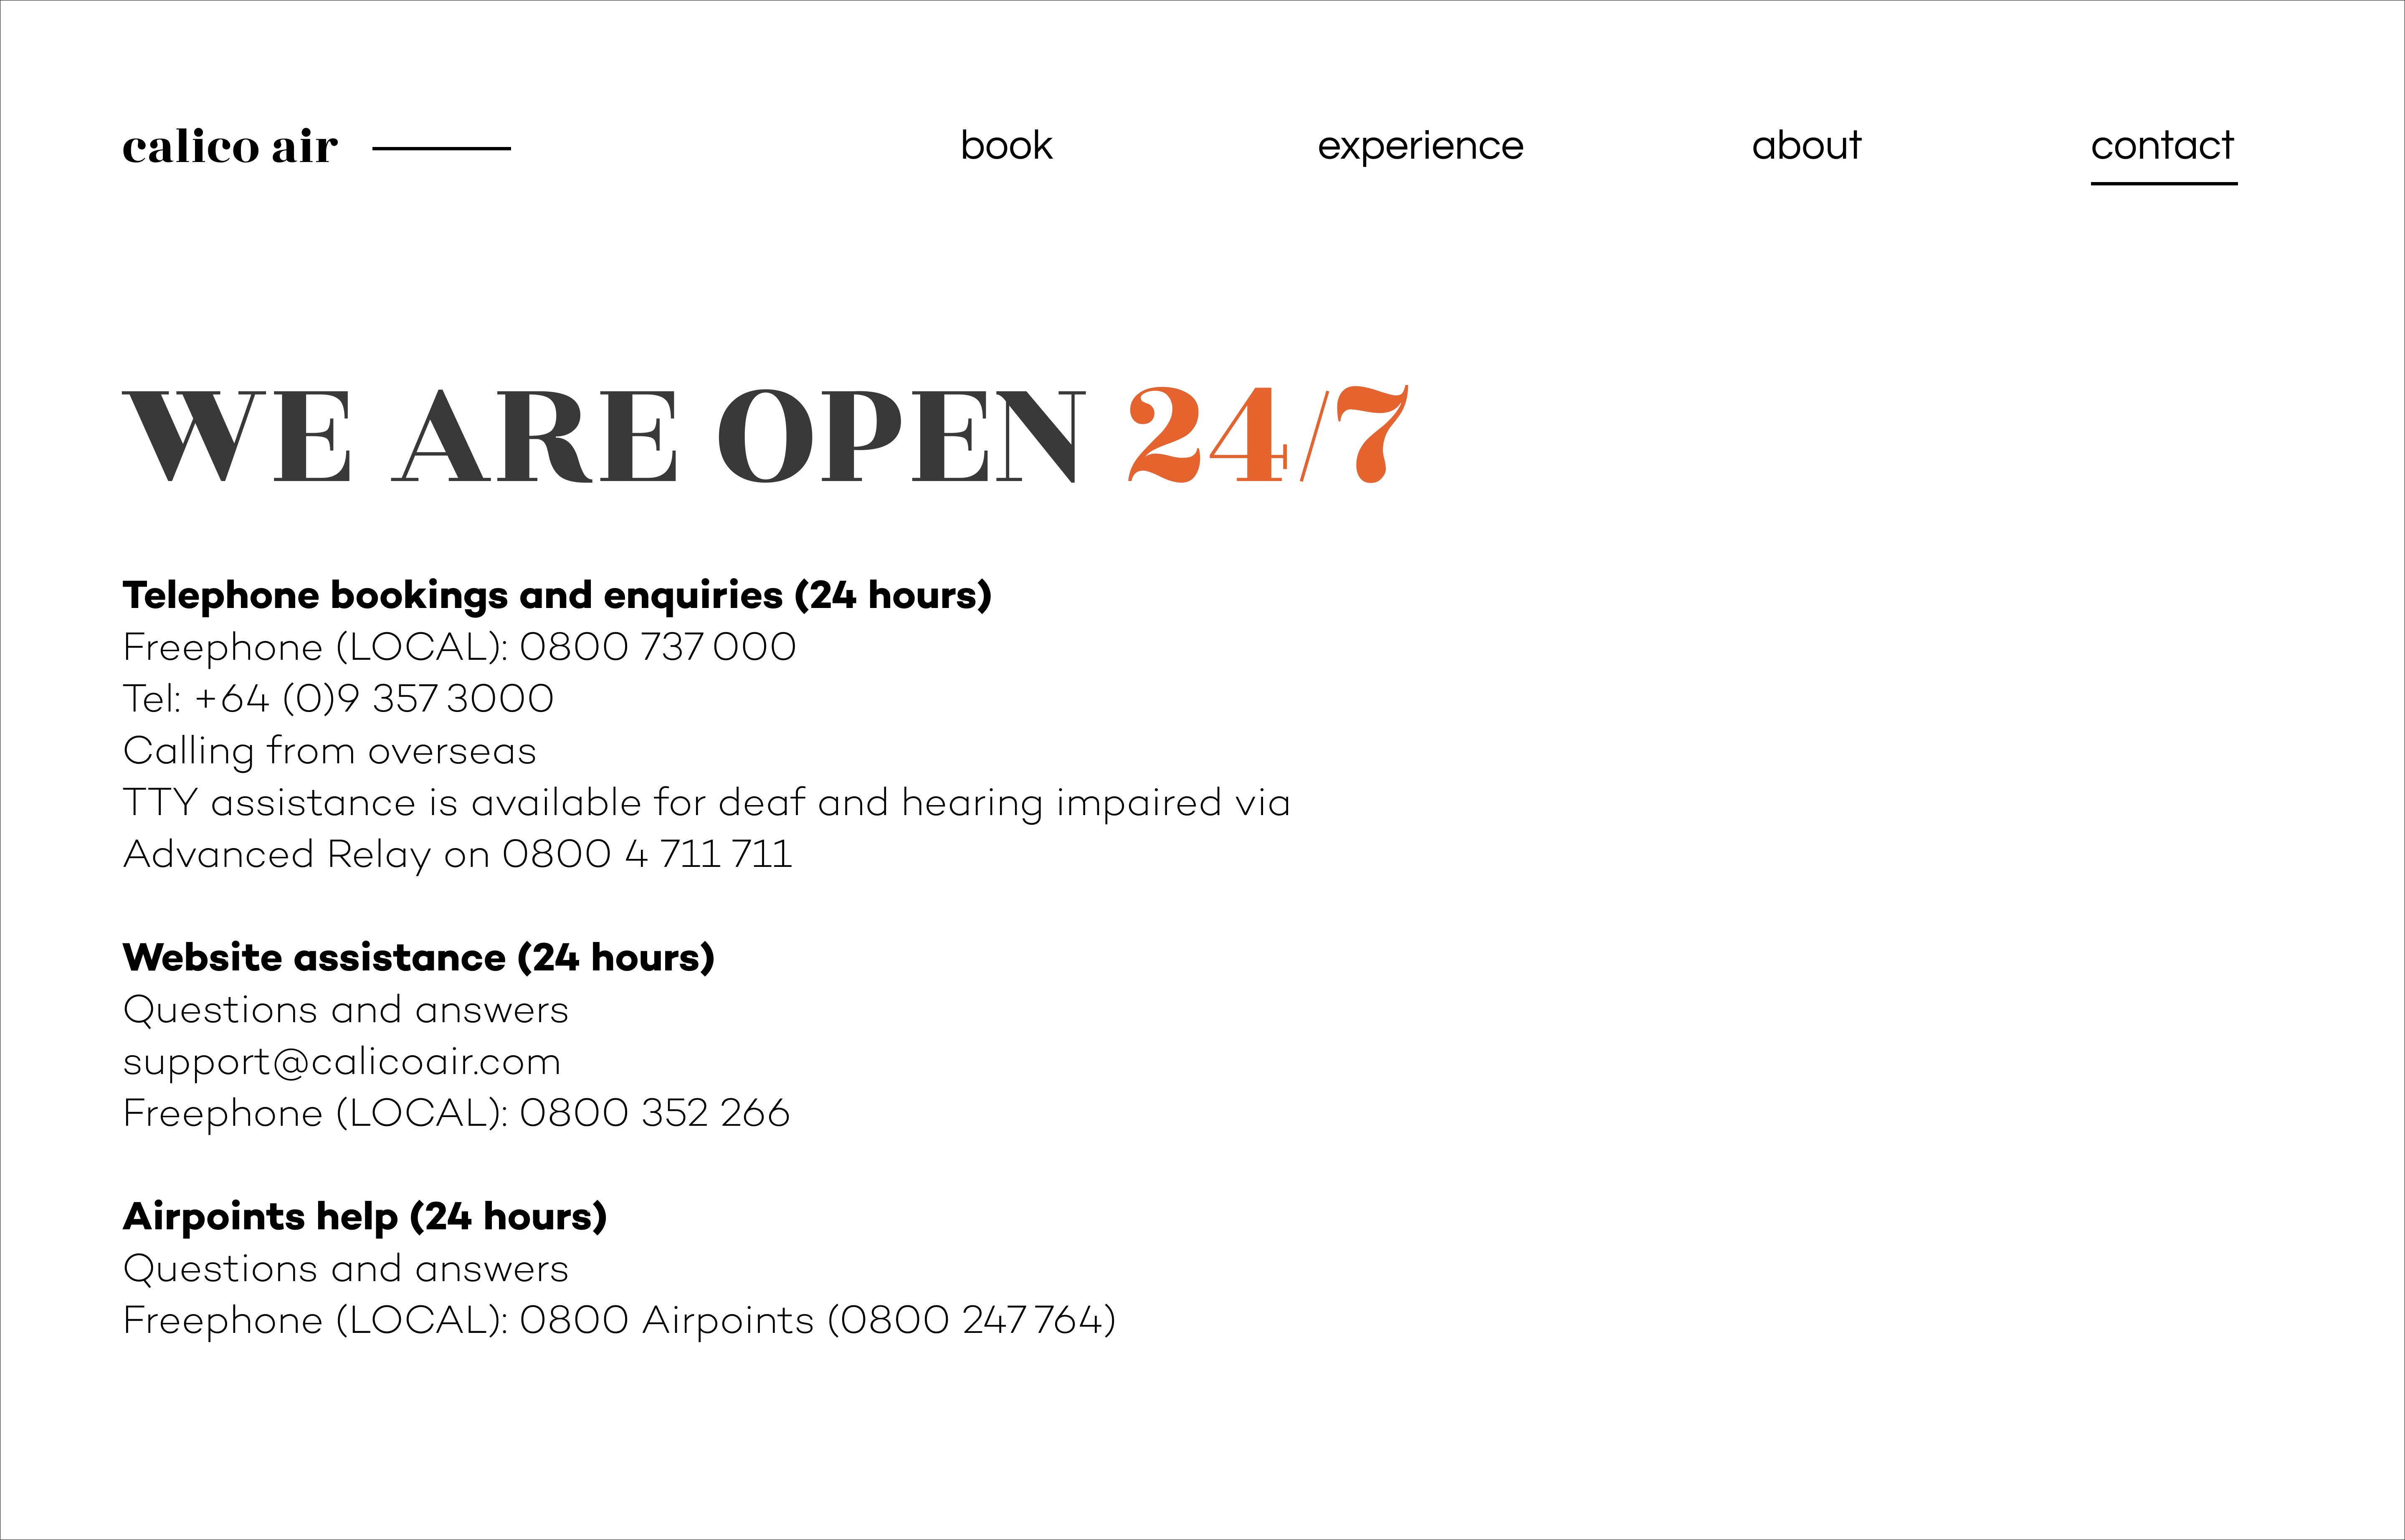 calico air
book
experience
about
contact
WE ARE OPEN 24/7
Telephone bookings and enquiries (24 hours)
Freephone (LOCAL): 0800 737 000
Tel: +64 (0)9 357 3000
Calling from overseas
TTY assistance is available for deaf and hearing impaired via
Advanced Relay on 0800 4 711 711
Website assistance (24 hours)
Questions and answers
support@calicoair.com
Freephone (LOCAL): 0800 352 266
Airpoints help (24 hours)
Questions and answers
Freephone (LOCAL): 0800 Airpoints (0800 247 764)